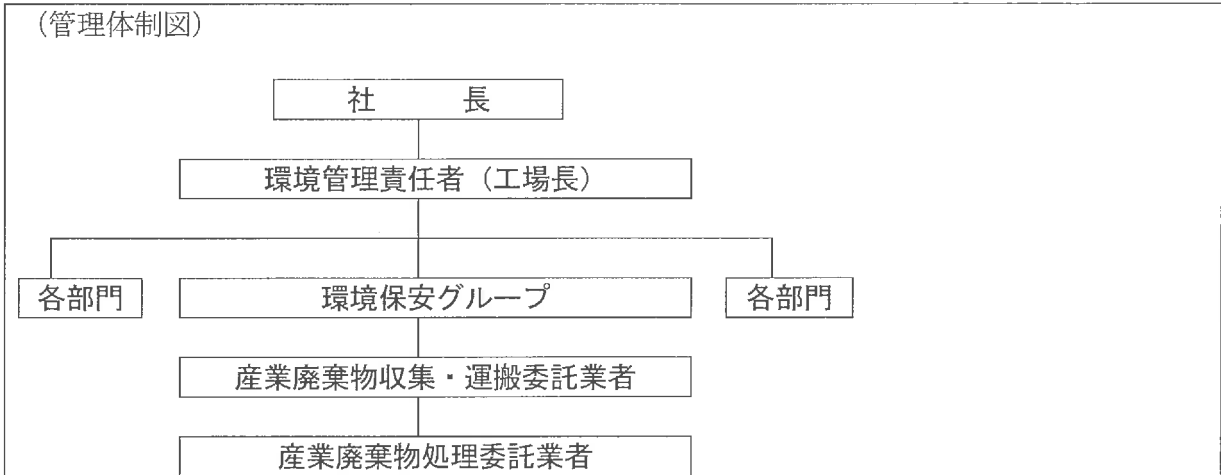 （管理体制図）
社　　　長
環境管理責任者（工場長）
各部門　環境保安グループ　各部門
産業廃棄物収集・運搬委託業者
産業廃棄物処理委託業者